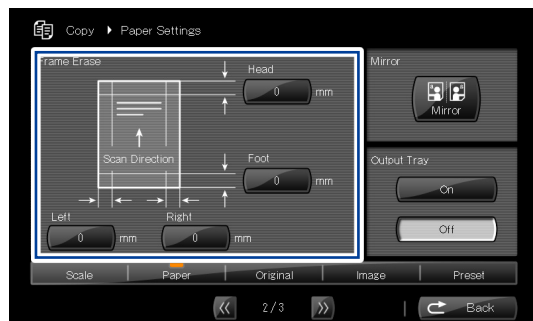 Copy ▸ Paper Settings
Frame Erase
Head
0 mm
Scan Direction
Foot
0 mm
Left
0 mm
Right
0 mm
Mirror
Mirror
Output Tray
On
Off
Scale
Paper
Original
Image
Preset
2/3
Back